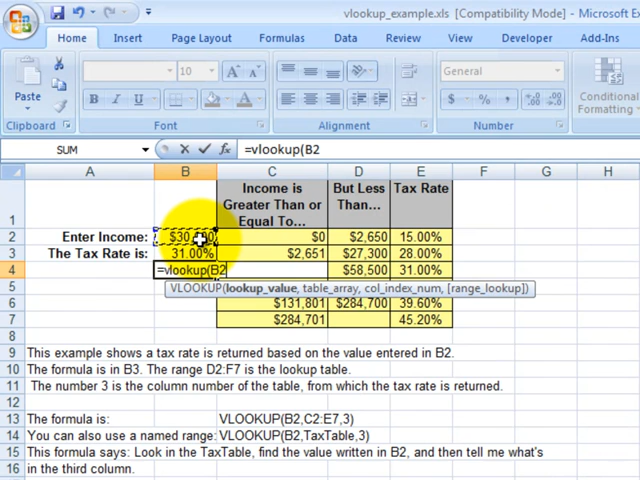 vlookup_example.xls [Compatibility Mode] - Microsoft Ex
Home Insert Page Layout Formulas Data Review View Developer Add-Ins
10 A A General
Paste B I U A $ % , .0 .00 .00 .0 Conditional
Formatting
Clipboard Font Alignment Number
SUM fx =vlookup(B2
A B C D E F G H
1 Income is Greater Than or Equal To... But Less Than... Tax Rate
2 Enter Income: $0 $2,650 15.00%
3 The Tax Rate is: 31.00% $2,651 $27,300 28.00%
4 =vlookup(B2 $58,500 31.00%
VLOOKUP(lookup_value, table_array, col_index_num, [range_lookup])
5
6 $131,801 $284,700 39.60%
7 $284,701 45.20%
8
9 This example shows a tax rate is returned based on the value entered in B2.
10 The formula is in B3. The range D2:F7 is the lookup table.
11 The number 3 is the column number of the table, from which the tax rate is returned.
12
13 The formula is: VLOOKUP(B2,C2:E7,3)
14 You can also use a named range: VLOOKUP(B2,TaxTable,3)
15 This formula says: Look in the TaxTable, find the value written in B2, and then tell me what's
16 in the third column.